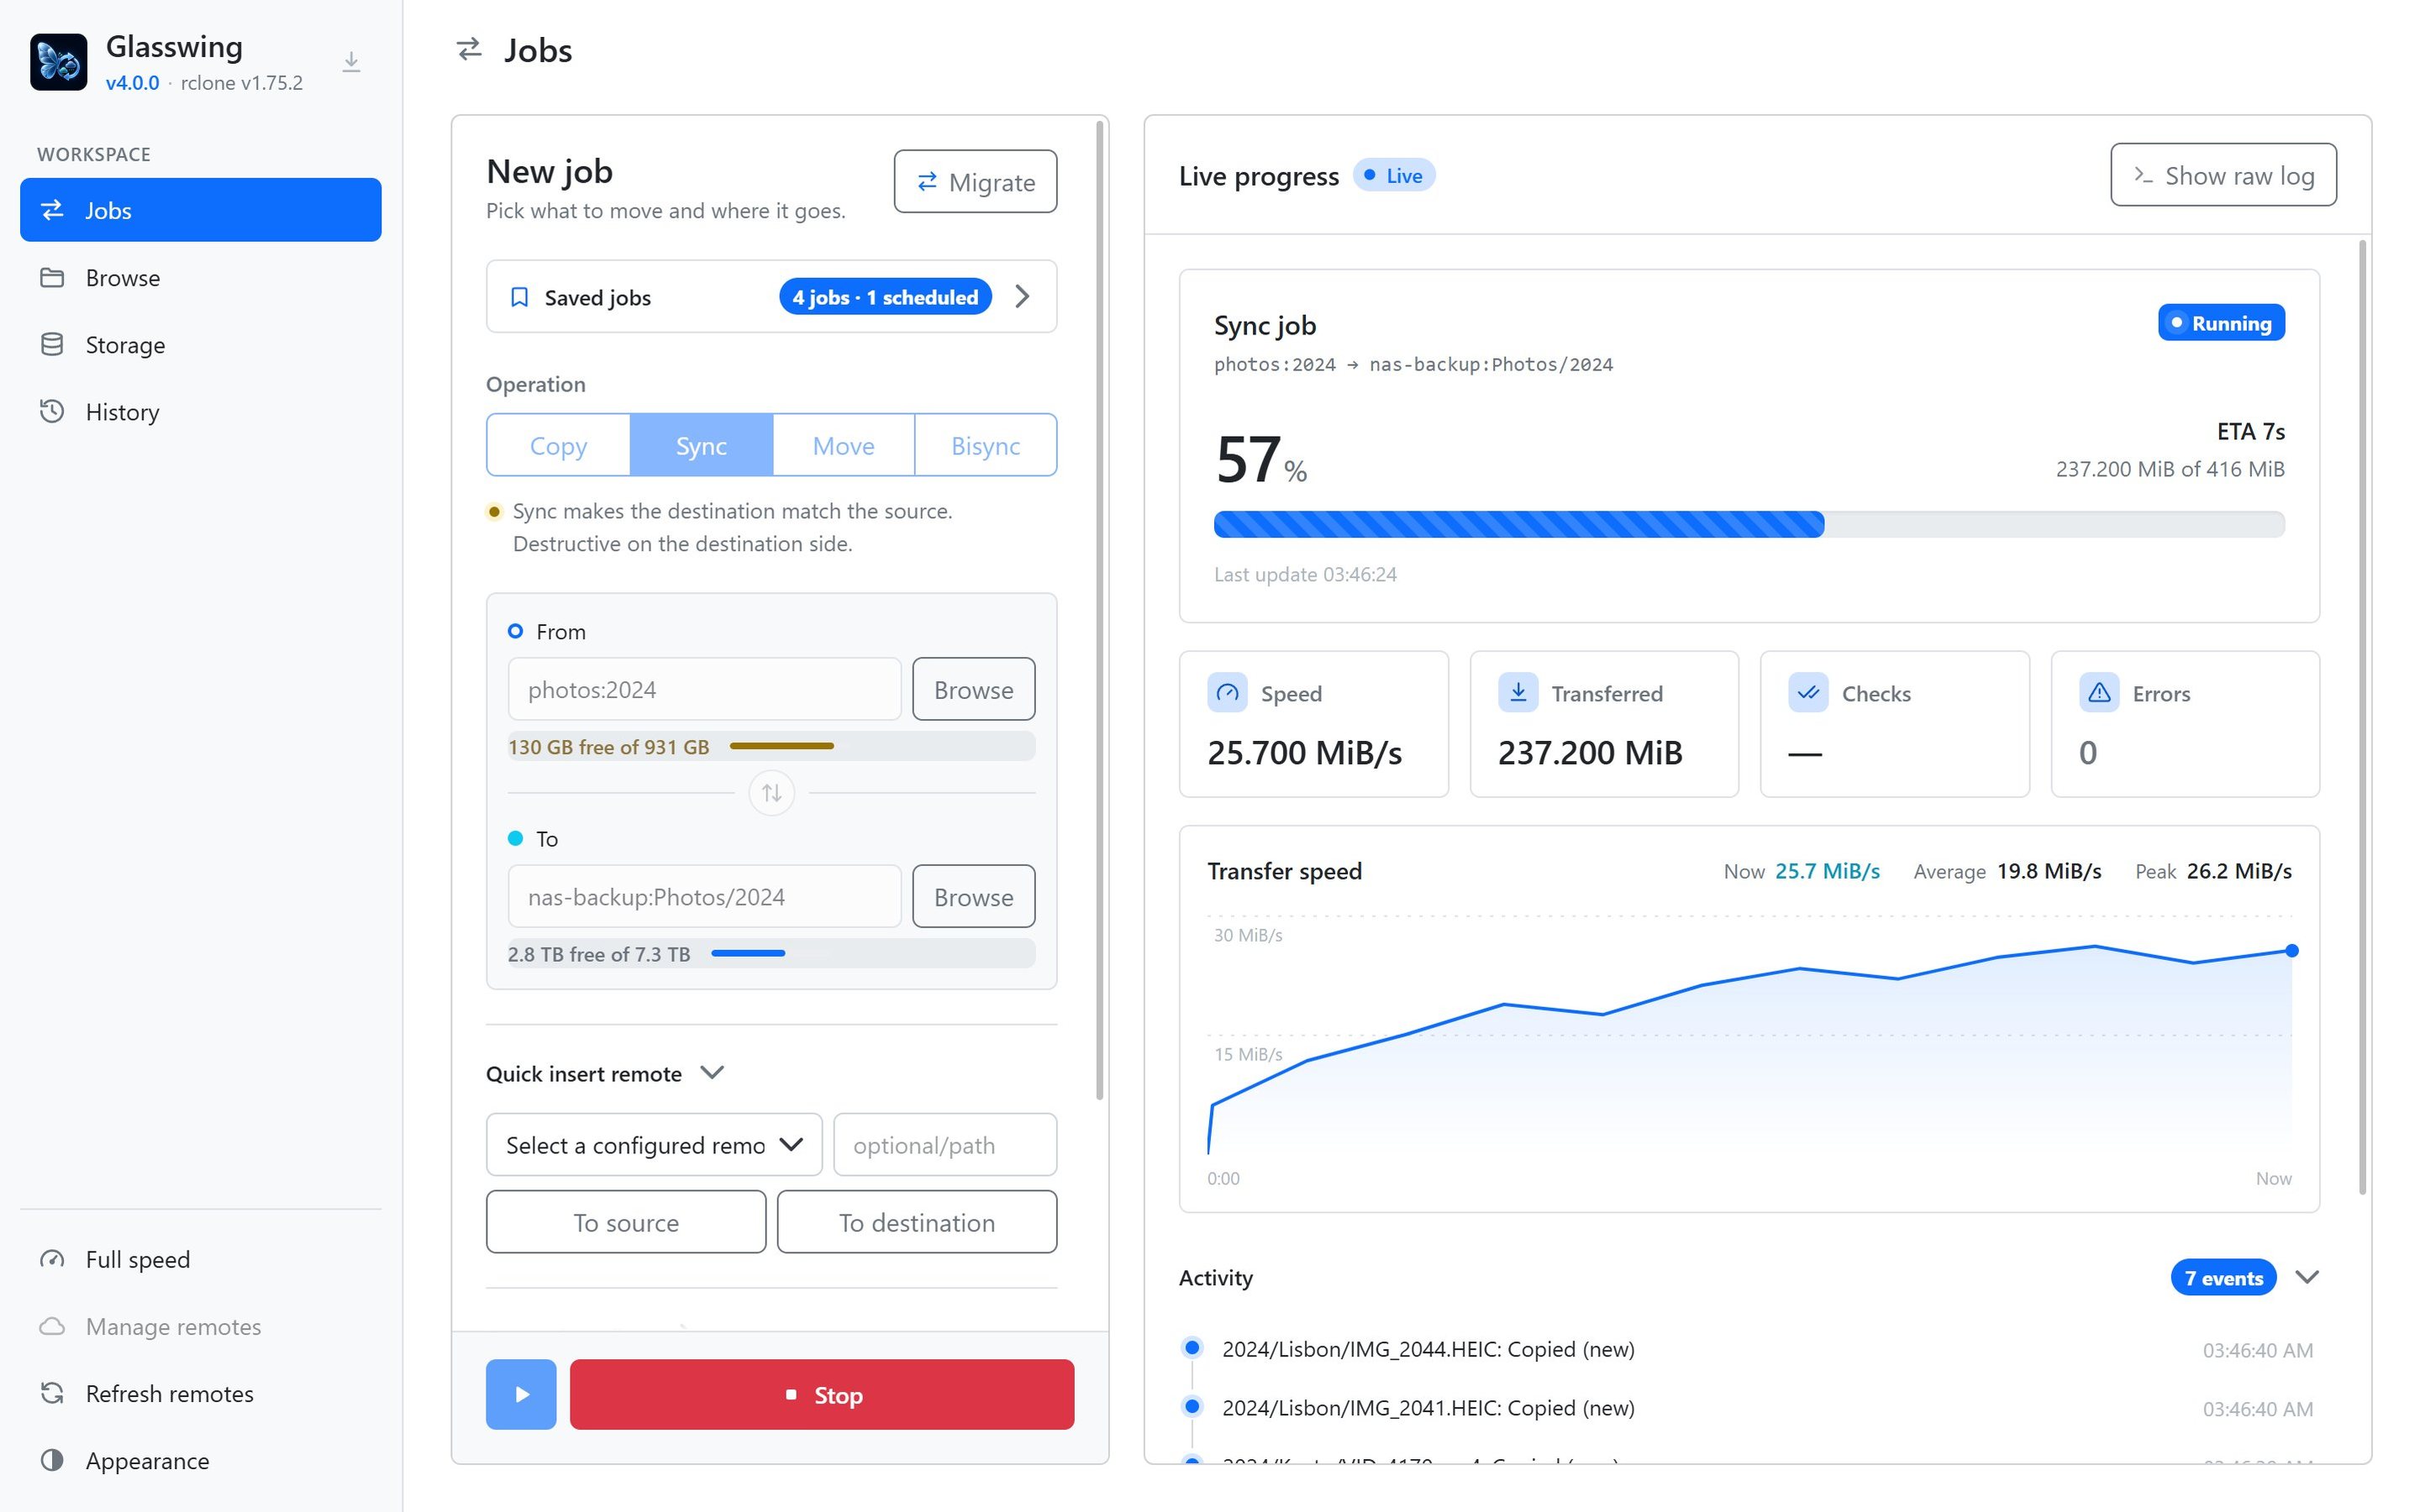 Glasswing
v4.0.0 · rclone v1.75.2
WORKSPACE
Jobs
Browse
Storage
History
Full speed
Manage remotes
Refresh remotes
Appearance
Jobs
New job
Pick what to move and where it goes.
Migrate
Saved jobs
4 jobs · 1 scheduled
Operation
Copy
Sync
Move
Bisync
Sync makes the destination match the source.
Destructive on the destination side.
From
photos:2024
Browse
130 GB free of 931 GB
To
nas-backup:Photos/2024
Browse
2.8 TB free of 7.3 TB
Quick insert remote
Select a configured remo
optional/path
To source
To destination
Stop
Live progress
Live
Show raw log
Sync job
Running
photos:2024 → nas-backup:Photos/2024
57%
ETA 7s
237.200 MiB of 416 MiB
Last update 03:46:24
Speed
25.700 MiB/s
Transferred
237.200 MiB
Checks
—
Errors
0
Transfer speed
Now 25.7 MiB/s
Average 19.8 MiB/s
Peak 26.2 MiB/s
30 MiB/s
15 MiB/s
0:00
Now
Activity
7 events
2024/Lisbon/IMG_2044.HEIC: Copied (new)
03:46:40 AM
2024/Lisbon/IMG_2041.HEIC: Copied (new)
03:46:40 AM